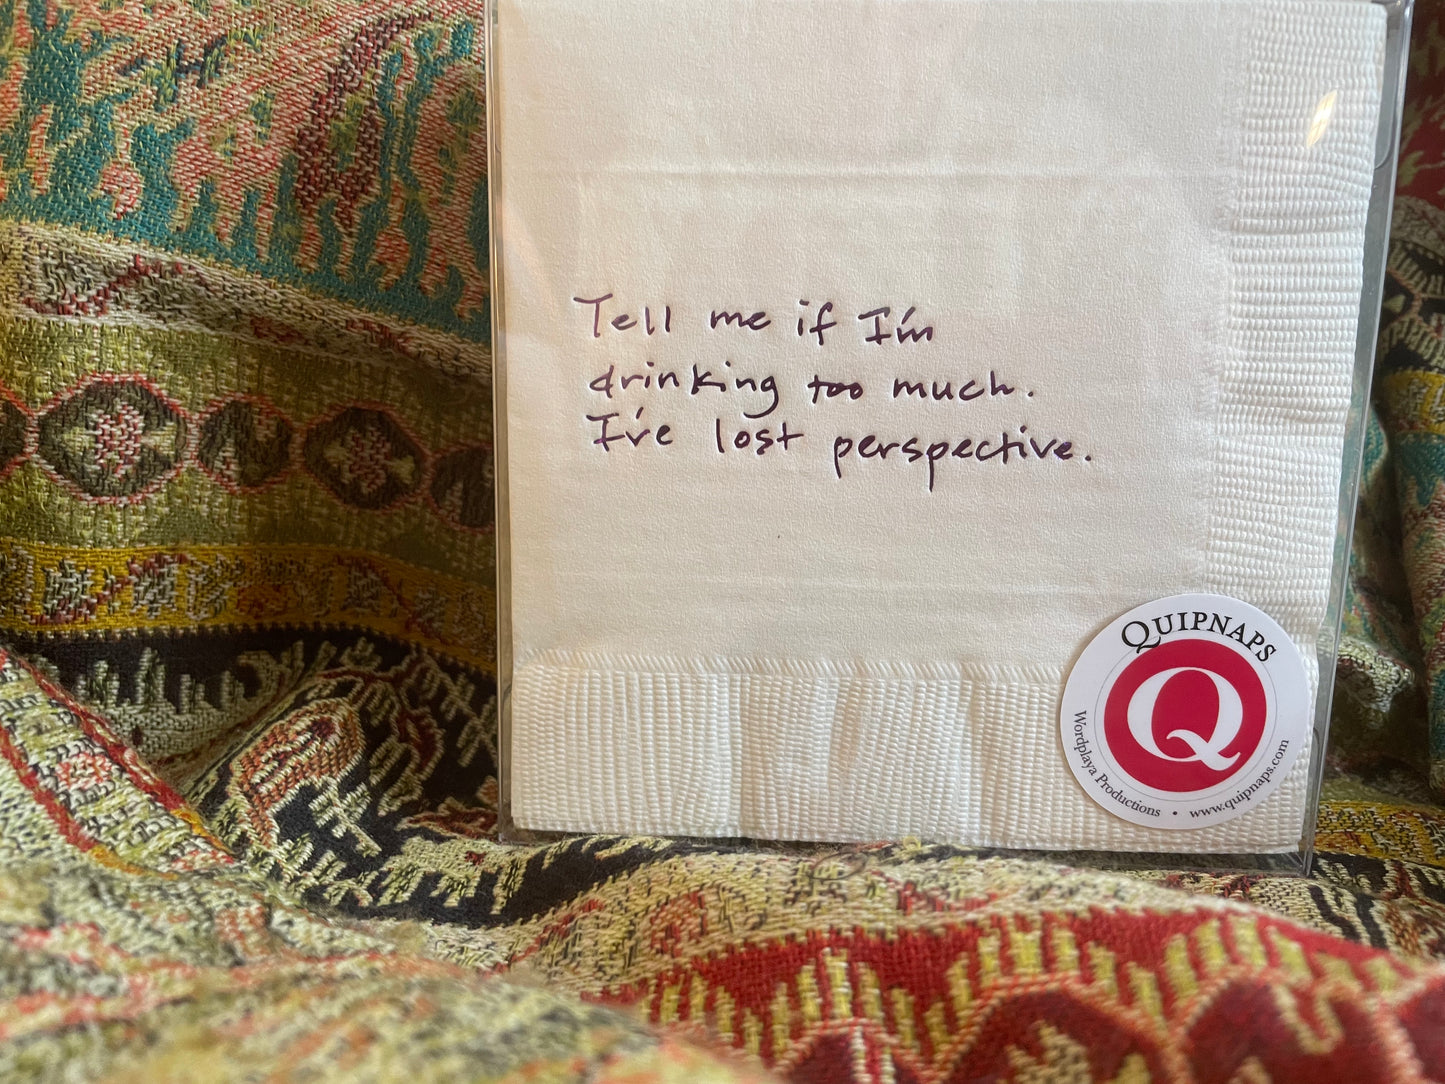 Tell me if I'm
drinking too much.
I've lost perspective.
QUIPNAPS
Q
Wordplaya Productions • www.quipnaps.com